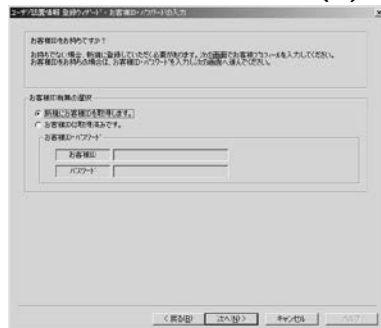 ユーザ/装置情報 登録ウィザード - お客様ID・パスワードの入力
お客様IDをお持ちですか?
お持ちでない場合、新規に登録していただく必要があります。次の画面でお客様プロフィールを入力してください。
お客様IDをお持ちの場合は、お客様ID・パスワードを入力し次の画面へ進んでください。
お客様ID有無の選択
新規にお客様IDを取得します。
お客様IDは取得済みです。
お客様ID・パスワード
お客様ID
パスワード
< 戻る(B)
次へ(N) >
キャンセル
ヘルプ